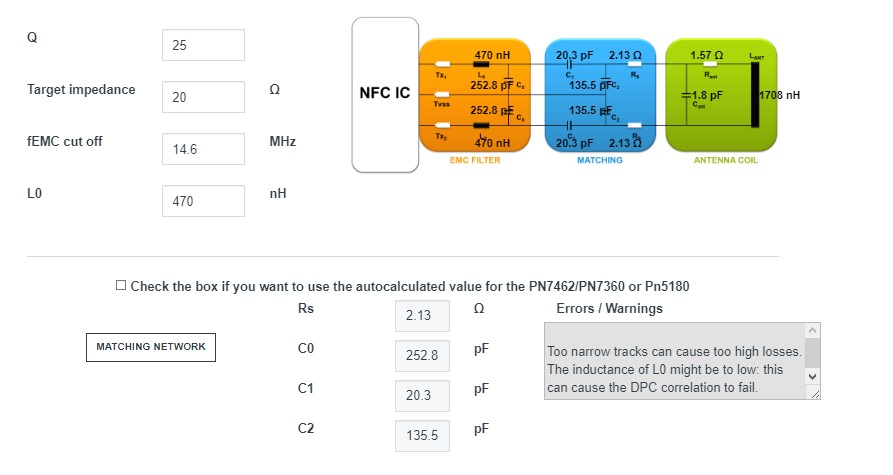 Q
25
Target impedance
20
Ω
fEMC cut off
14.6
MHz
L0
470
nH
NFC IC
470 nH
Tx₁
L₀
252.8 pF C₀
Tvss
252.8 pF C₀
Tx₂
L₀
470 nH
EMC FILTER
20.3 pF 2.13 Ω
C₁ Rq
135.5 pF C₂
135.5 pF C₂
C₁ Rq
20.3 pF 2.13 Ω
MATCHING
1.57 Ω
Rant
LANT
1.8 pF
Cant
1708 nH
ANTENNA COIL
Check the box if you want to use the autocalculated value for the PN7462/PN7360 or Pn5180
MATCHING NETWORK
Rs
2.13
Ω
C0
252.8
pF
C1
20.3
pF
C2
135.5
pF
Errors / Warnings
Too narrow tracks can cause too high losses.
The inductance of L0 might be to low: this
can cause the DPC correlation to fail.